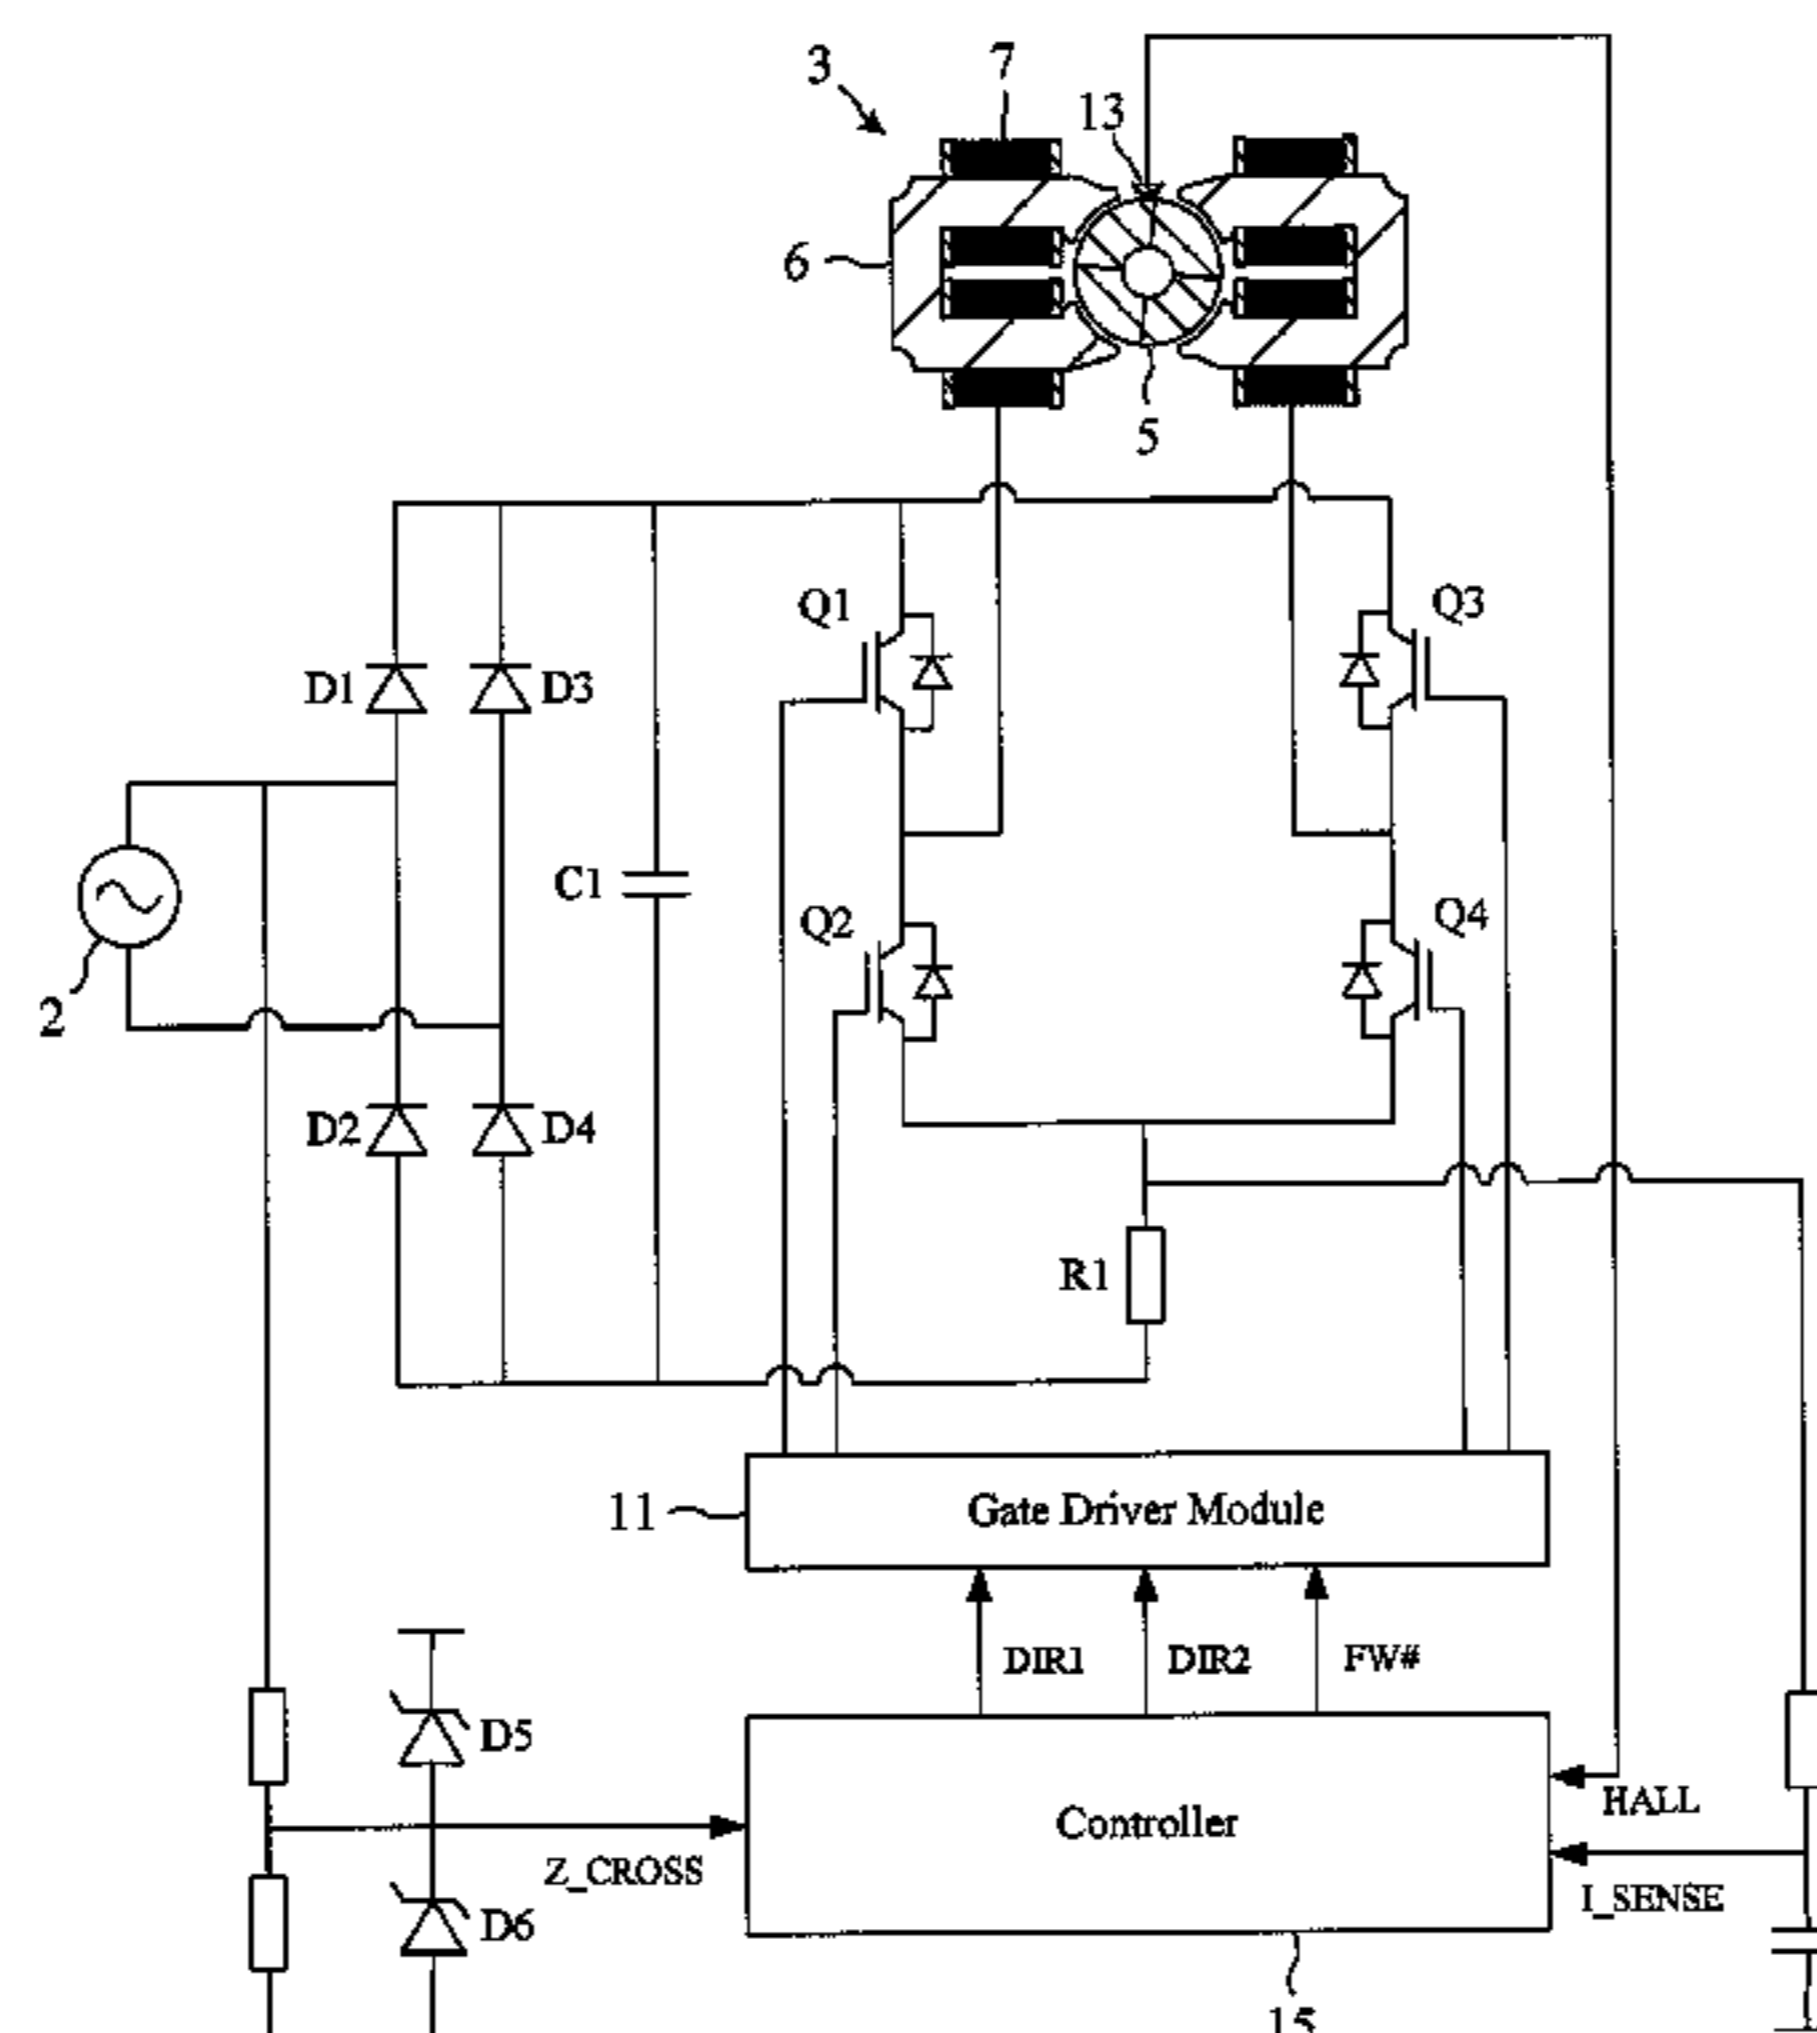 3
7
13
6
5
Q1
Q3
D1
D3
C1
Q2
Q4
2
D2
D4
R1
11
Gate Driver Module
DIR1
DIR2
FW#
D5
HALL
Controller
Z_CROSS
I_SENSE
D6
15